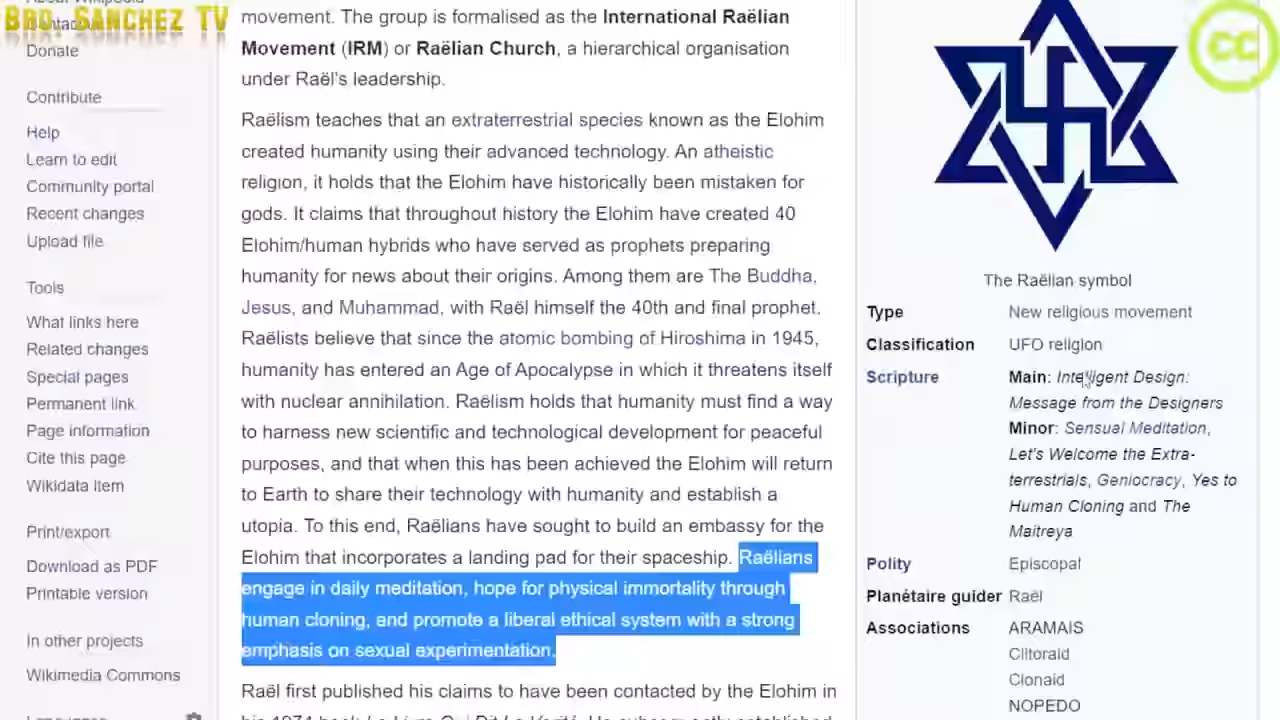 BRO. SANCHEZ TV
Donate
Contribute
Help
Learn to edit
Community portal
Recent changes
Upload file
Tools
What links here
Related changes
Special pages
Permanent link
Page information
Cite this page
Wikidata item
Print/export
Download as PDF
Printable version
In other projects
Wikimedia Commons
movement. The group is formalised as the International Raëlian
Movement (IRM) or Raëlian Church, a hierarchical organisation
under Raël's leadership.
Raëlism teaches that an extraterrestrial species known as the Elohim
created humanity using their advanced technology. An atheistic
religion, it holds that the Elohim have historically been mistaken for
gods. It claims that throughout history the Elohim have created 40
Elohim/human hybrids who have served as prophets preparing
humanity for news about their origins. Among them are The Buddha,
Jesus, and Muhammad, with Raël himself the 40th and final prophet.
Raëlists believe that since the atomic bombing of Hiroshima in 1945,
humanity has entered an Age of Apocalypse in which it threatens itself
with nuclear annihilation. Raëlism holds that humanity must find a way
to harness new scientific and technological development for peaceful
purposes, and that when this has been achieved the Elohim will return
to Earth to share their technology with humanity and establish a
utopia. To this end, Raëlians have sought to build an embassy for the
Elohim that incorporates a landing pad for their spaceship. Raëlians
engage in daily meditation, hope for physical immortality through
human cloning, and promote a liberal ethical system with a strong
emphasis on sexual experimentation.
Raël first published his claims to have been contacted by the Elohim in
CC
The Raëlian symbol
Type New religious movement
Classification UFO religion
Scripture Main: Intelligent Design:
Message from the Designers
Minor: Sensual Meditation,
Let's Welcome the Extra-
terrestrials, Geniocracy, Yes to
Human Cloning and The
Maitreya
Polity Episcopal
Planétaire guider Raël
Associations ARAMAIS
Clitoraid
Clonaid
NOPEDO